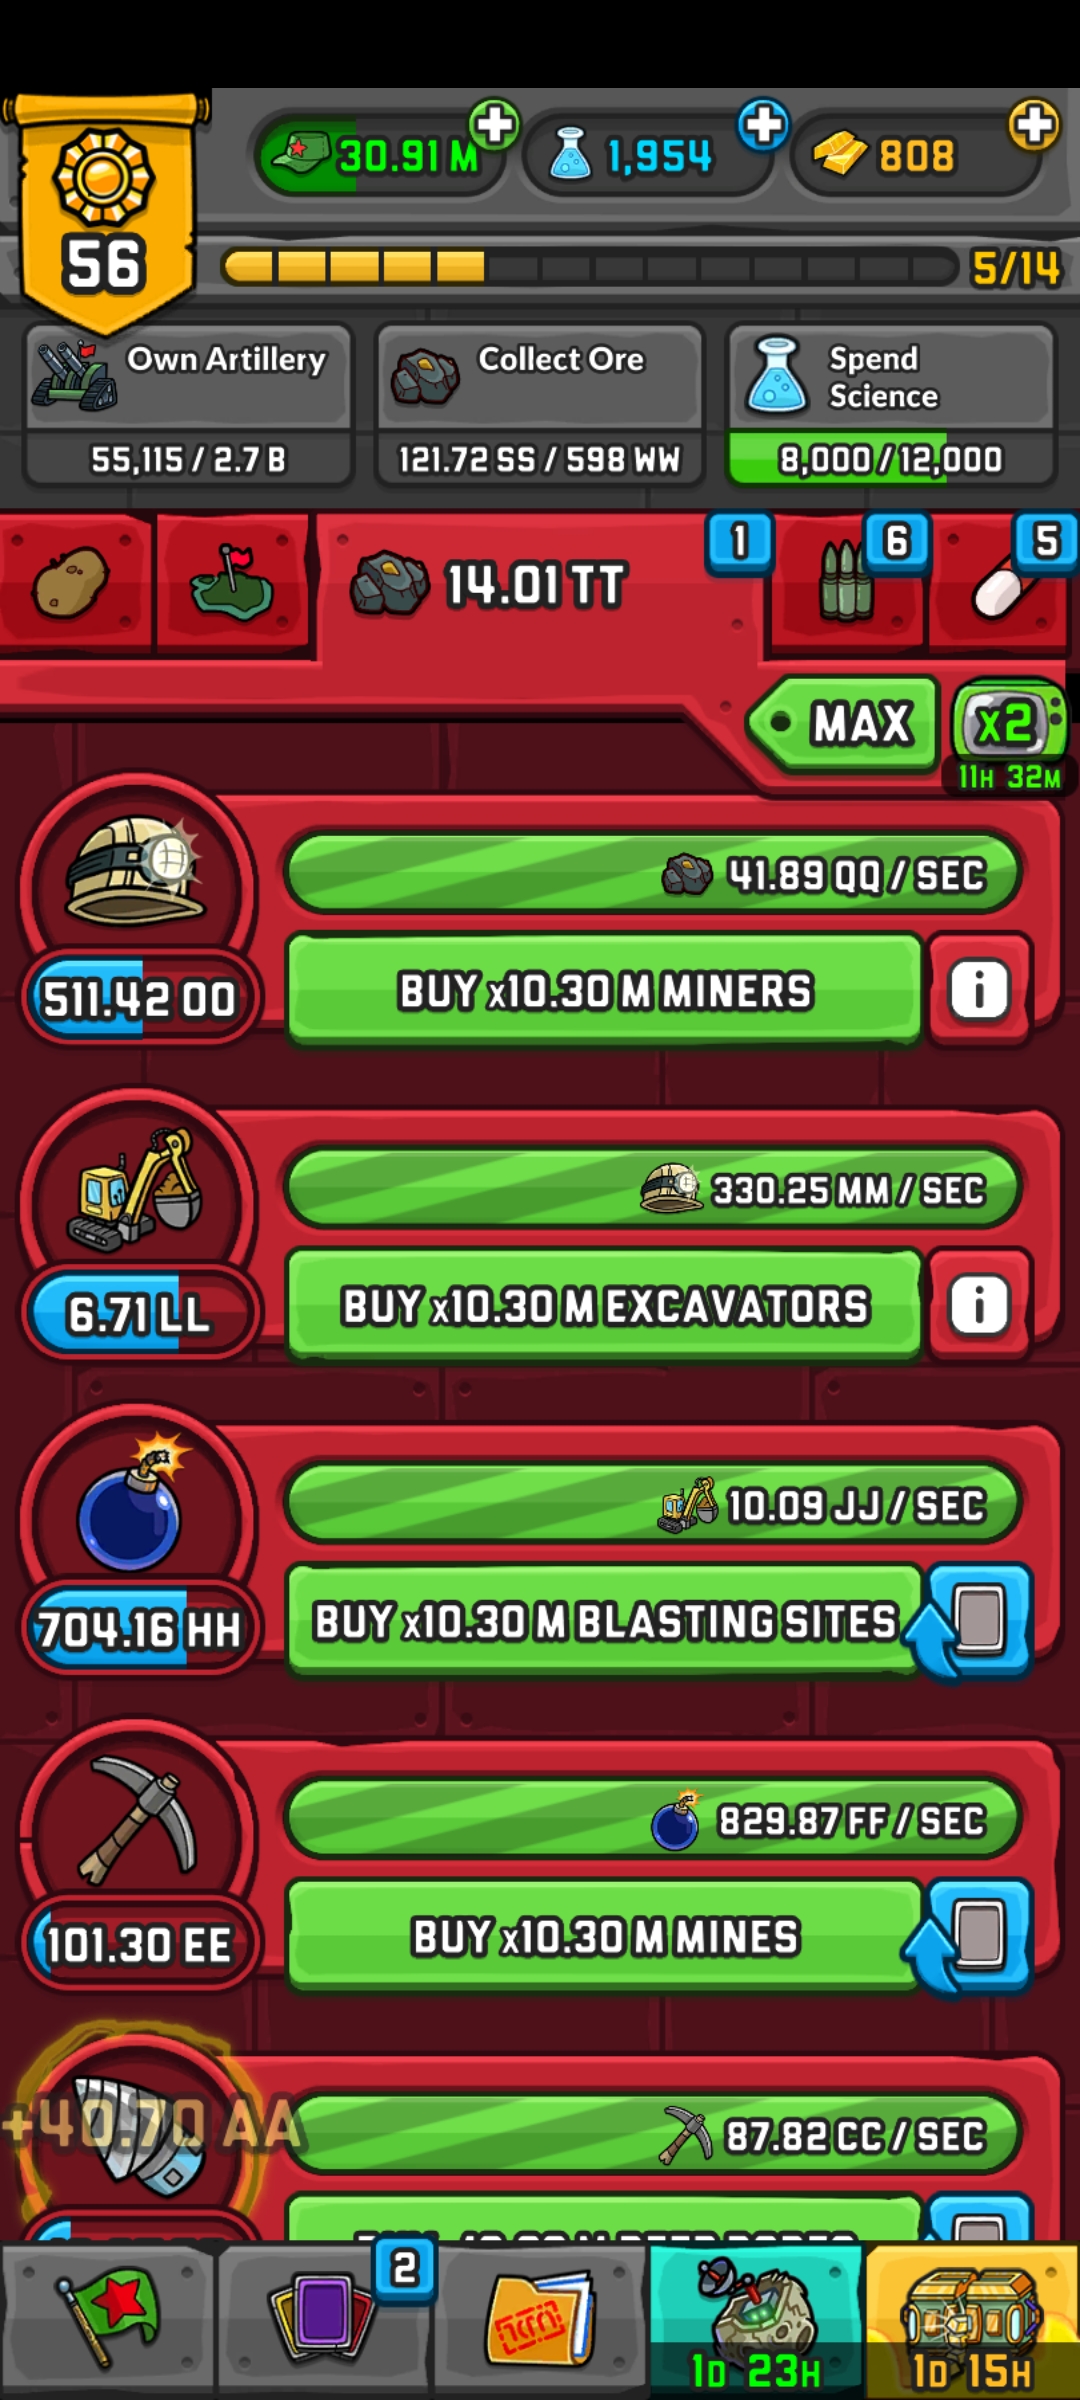 30.91 M
1,954
808
56
5/14
Own Artillery
55,115 / 2.7 B
Collect Ore
121.72 SS / 598 WW
Spend
Science
8,000 / 12,000
14.01 TT
1
6
5
MAX
x2
11H 32M
41.89 QQ / SEC
511.42 OO
BUY x10.30 M MINERS
i
330.25 MM / SEC
6.71 LL
BUY x10.30 M EXCAVATORS
i
10.09 JJ / SEC
704.16 HH
BUY x10.30 M BLASTING SITES
829.87 FF / SEC
101.30 EE
BUY x10.30 M MINES
+40.70 AA
87.82 CC / SEC
2
1D 23H
1D 15H